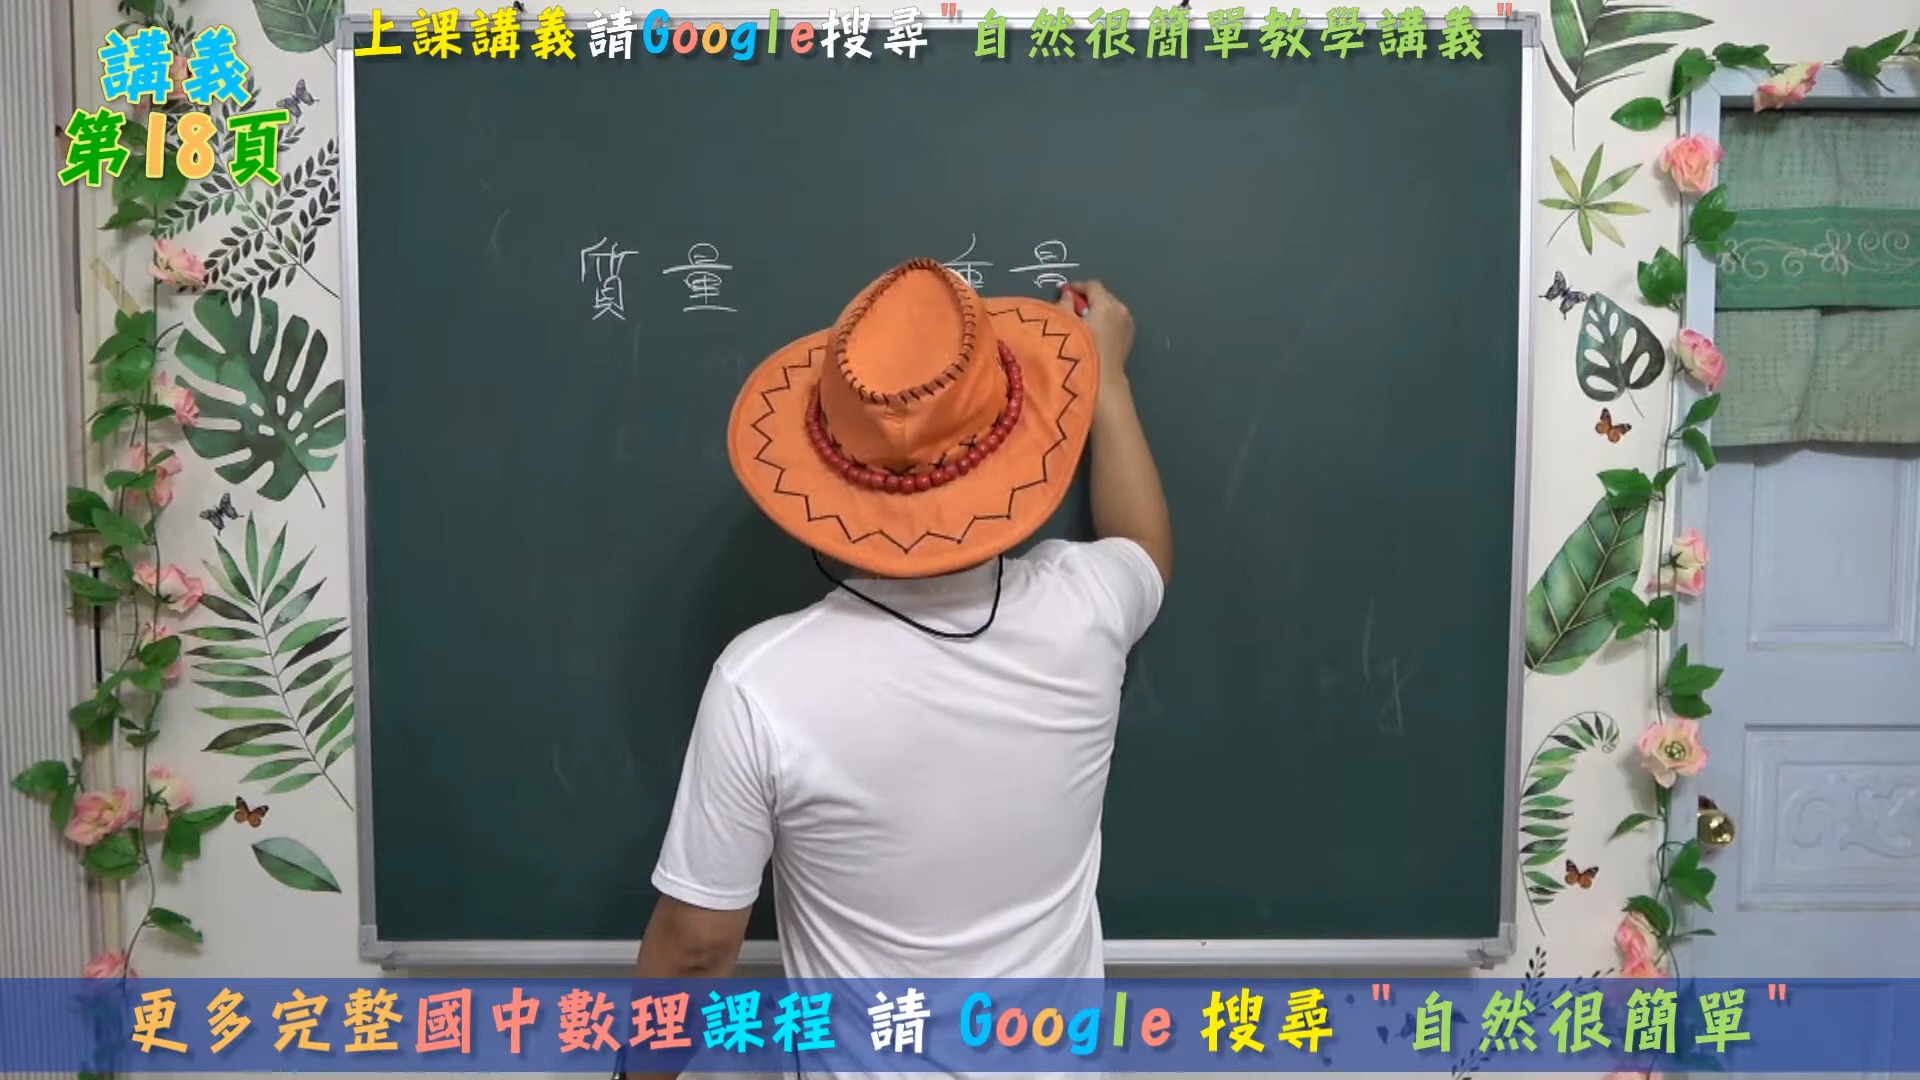 上課講義請Google搜尋"自然很簡單教學講義"
講義
第18頁
質量 重量
更多完整國中數理課程 請 Google 搜尋 "自然很簡單"